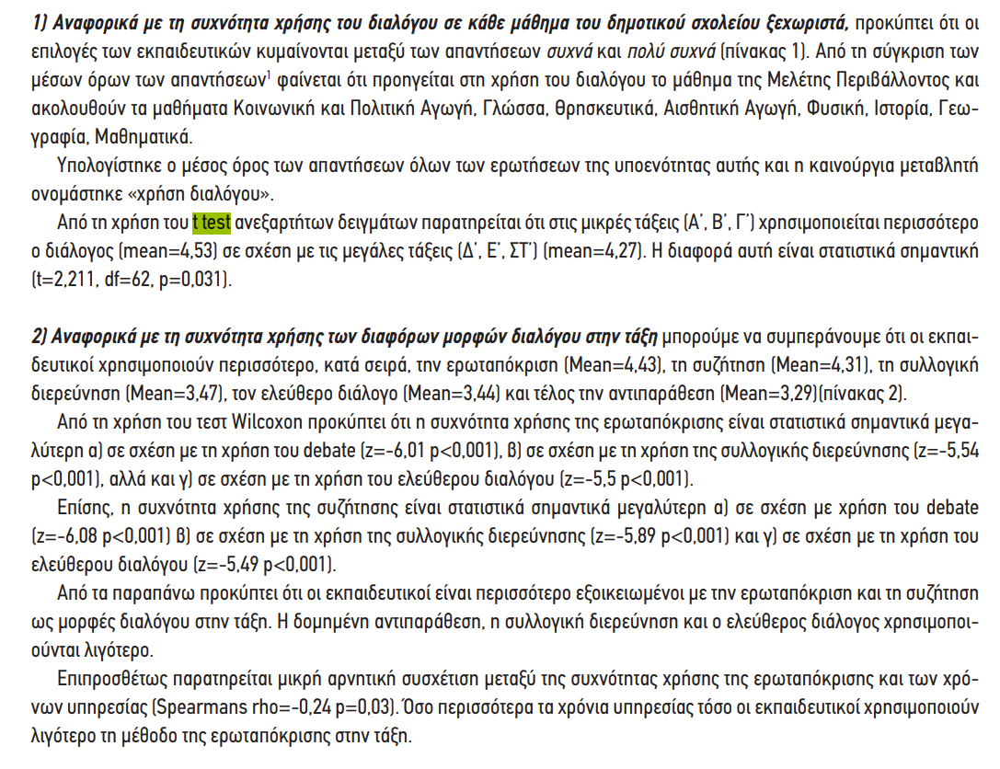 1) Αναφορικά με τη συχνότητα χρήσης του διαλόγου σε κάθε μάθημα του δημοτικού σχολείου ξεχωριστά, προκύπτει ότι οι
επιλογές των εκπαιδευτικών κυμαίνονται μεταξύ των απαντήσεων συχνά και πολύ συχνά (πίνακας 1). Από τη σύγκριση των
μέσων όρων των απαντήσεων¹ φαίνεται ότι προηγείται στη χρήση του διαλόγου το μάθημα της Μελέτης Περιβάλλοντος και
ακολουθούν τα μαθήματα Κοινωνική και Πολιτική Αγωγή, Γλώσσα, Θρησκευτικά, Αισθητική Αγωγή, Φυσική, Ιστορία, Γεω-
γραφία, Μαθηματικά.
Υπολογίστηκε ο μέσος όρος των απαντήσεων όλων των ερωτήσεων της υποενότητας αυτής και η καινούργια μεταβλητή
ονομάστηκε «χρήση διαλόγου».
Από τη χρήση του t test ανεξαρτήτων δειγμάτων παρατηρείται ότι στις μικρές τάξεις (Α’, Β’, Γ’) χρησιμοποιείται περισσότερο
ο διάλογος (mean=4,53) σε σχέση με τις μεγάλες τάξεις (Δ’, Ε’, ΣΤ’) (mean=4,27). Η διαφορά αυτή είναι στατιστικά σημαντική
(t=2,211, df=62, p=0,031).
2) Αναφορικά με τη συχνότητα χρήσης των διαφόρων μορφών διαλόγου στην τάξη μπορούμε να συμπεράνουμε ότι οι εκπαι-
δευτικοί χρησιμοποιούν περισσότερο, κατά σειρά, την ερωταπόκριση (Mean=4,43), τη συζήτηση (Mean=4,31), τη συλλογική
διερεύνηση (Mean=3,47), τον ελεύθερο διάλογο (Mean=3,44) και τέλος την αντιπαράθεση (Mean=3,29)(πίνακας 2).
Από τη χρήση του τεστ Wilcoxon προκύπτει ότι η συχνότητα χρήσης της ερωταπόκρισης είναι στατιστικά σημαντικά μεγα-
λύτερη α) σε σχέση με τη χρήση του debate (z=-6,01 p<0,001), β) σε σχέση με τη χρήση της συλλογικής διερεύνησης (z=-5,54
p<0,001), αλλά και γ) σε σχέση με τη χρήση του ελεύθερου διαλόγου (z=-5,5 p<0,001).
Επίσης, η συχνότητα χρήσης της συζήτησης είναι στατιστικά σημαντικά μεγαλύτερη α) σε σχέση με χρήση του debate
(z=-6,08 p<0,001) β) σε σχέση με τη χρήση της συλλογικής διερεύνησης (z=-5,89 p<0,001) και γ) σε σχέση με τη χρήση του
ελεύθερου διαλόγου (z=-5,49 p<0,001).
Από τα παραπάνω προκύπτει ότι οι εκπαιδευτικοί είναι περισσότερο εξοικειωμένοι με την ερωταπόκριση και τη συζήτηση
ως μορφές διαλόγου στην τάξη. Η δομημένη αντιπαράθεση, η συλλογική διερεύνηση και ο ελεύθερος διάλογος χρησιμοποι-
ούνται λιγότερο.
Επιπροσθέτως παρατηρείται μικρή αρνητική συσχέτιση μεταξύ της συχνότητας χρήσης της ερωταπόκρισης και των χρό-
νων υπηρεσίας (Spearmans rho=-0,24 p=0,03). Όσο περισσότερα τα χρόνια υπηρεσίας τόσο οι εκπαιδευτικοί χρησιμοποιούν
λιγότερο τη μέθοδο της ερωταπόκρισης στην τάξη.